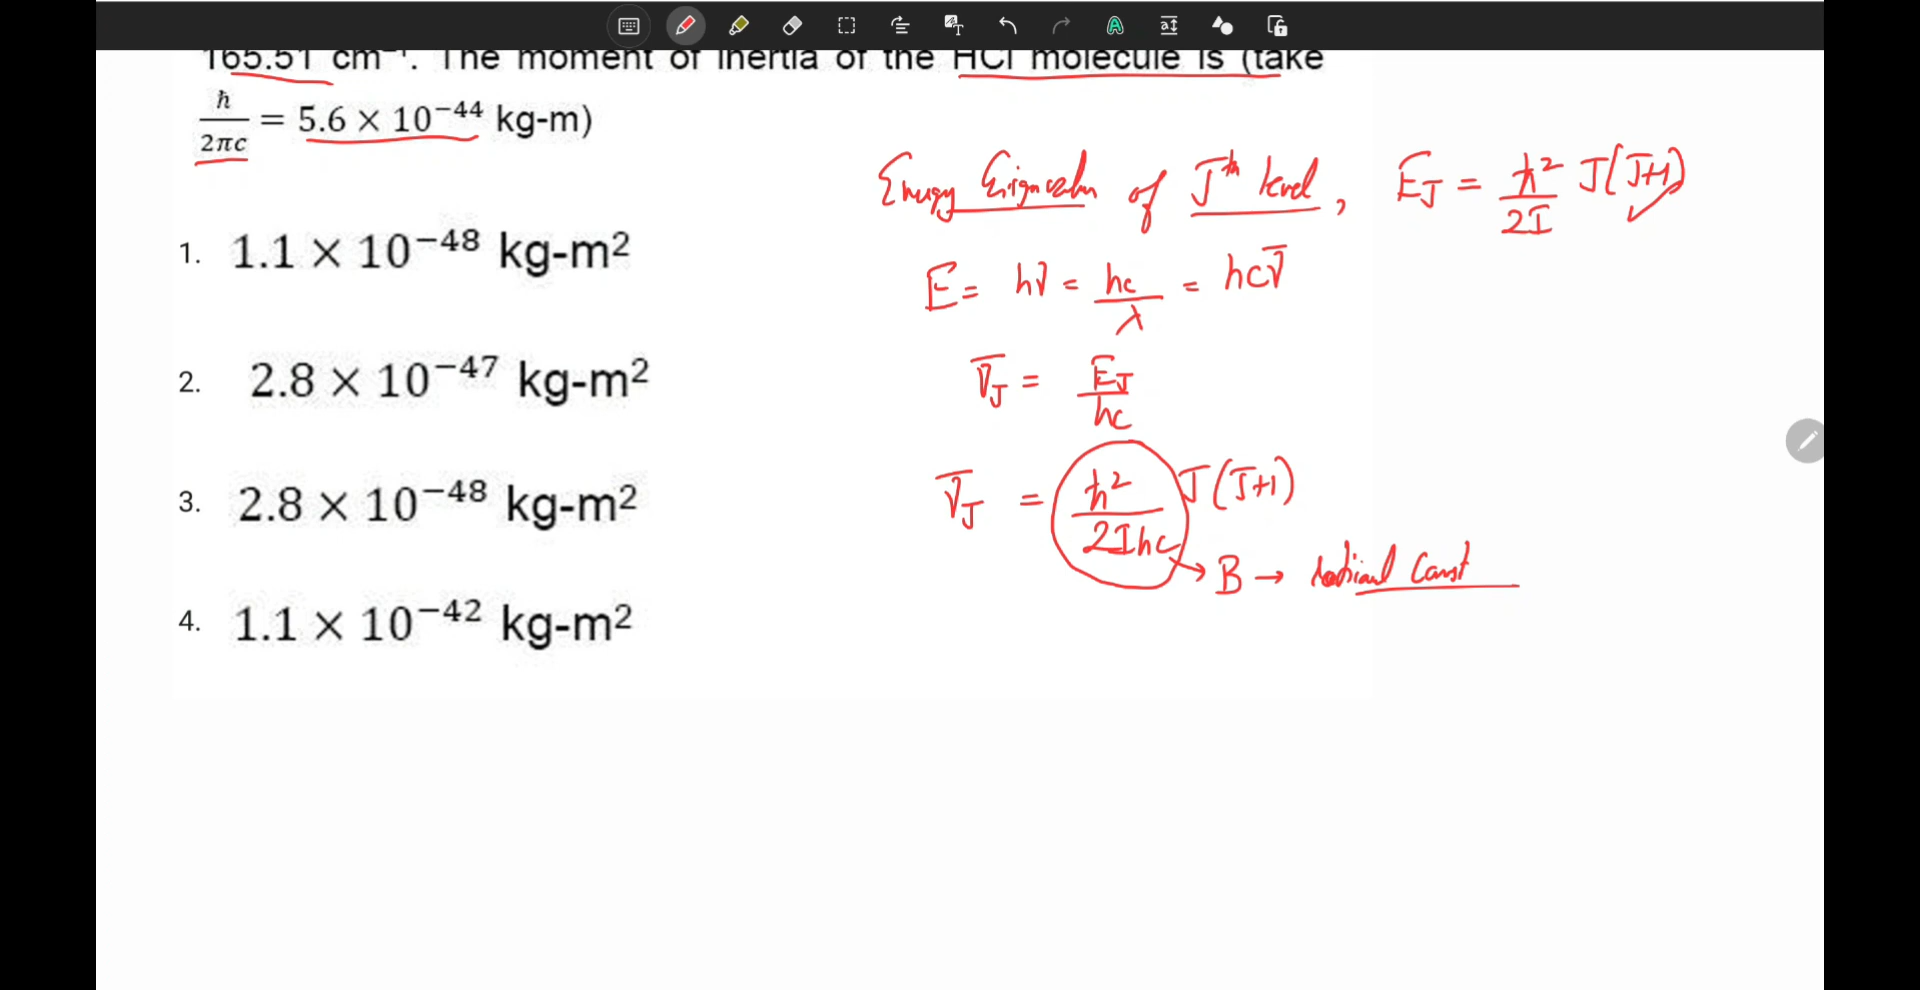 165.51 cm⁻¹. The moment of inertia of the HCl molecule is (take
ħ/2πc = 5.6 × 10⁻⁴⁴ kg-m)
1. 1.1 × 10⁻⁴⁸ kg-m²
2. 2.8 × 10⁻⁴⁷ kg-m²
3. 2.8 × 10⁻⁴⁸ kg-m²
4. 1.1 × 10⁻⁴² kg-m²
Energy of Jᵗʰ level, E_J = ħ²/2I J(J+1)
E = hν = hc/λ = hcν̄
ν̄_J = E_J/hc
ν̄_J = ħ²/2Ihc J(J+1)
→ B → Const